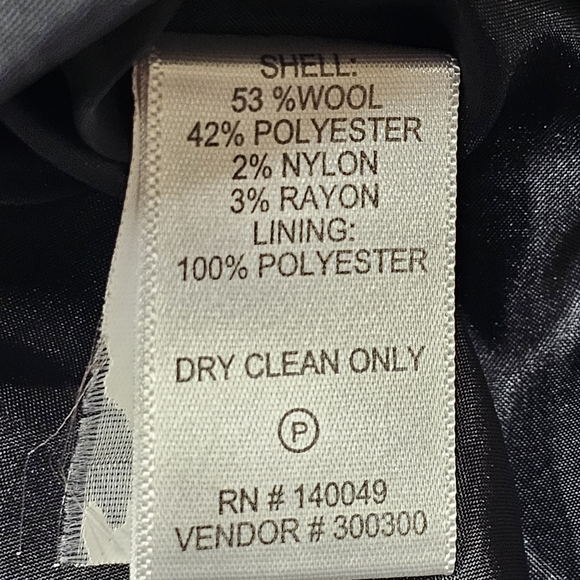 SHELL:
53 %WOOL
42% POLYESTER
2% NYLON
3% RAYON
LINING:
100% POLYESTER
DRY CLEAN ONLY
P
RN # 140049
VENDOR # 300300